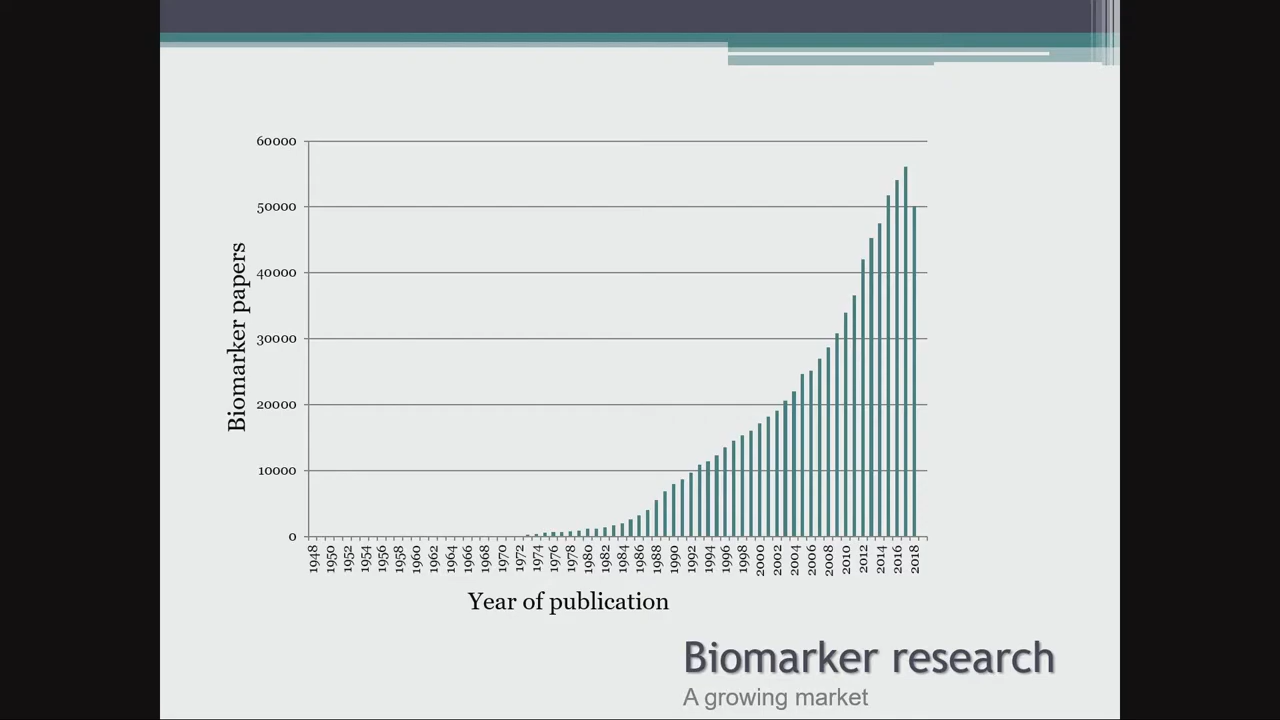 60000
50000
40000
30000
20000
10000
0
Biomarker papers
1948 1950 1952 1954 1956 1958 1960 1962 1964 1966 1968 1970 1972 1974 1976 1978 1980 1982 1984 1986 1988 1990 1992 1994 1996 1998 2000 2002 2004 2006 2008 2010 2012 2014 2016 2018
Year of publication
Biomarker research
A growing market